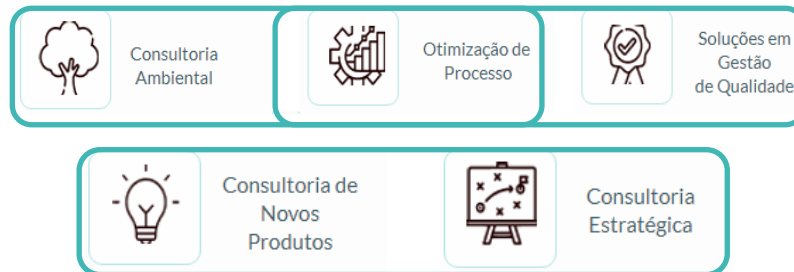 Consultoria
Ambiental
Otimização de
Processo
Soluções em
Gestão
de Qualidade
Consultoria de
Novos
Produtos
Consultoria
Estratégica